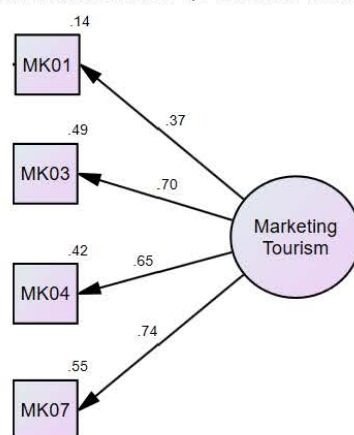 .14
MK01
.37
.49
MK03
.70
Marketing
Tourism
.42
MK04
.65
.74
.55
MK07